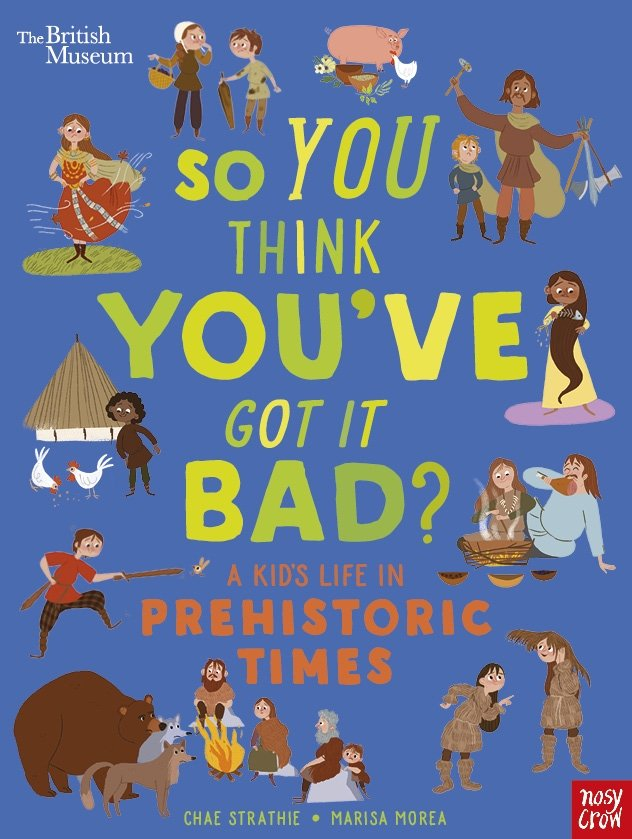 The British
Museum
SO YOU
THINK
YOU'VE
GOT IT
BAD?
A KID'S LIFE IN
PREHISTORIC
TIMES
CHAE STRATHIE • MARISA MOREA
nosy
crow